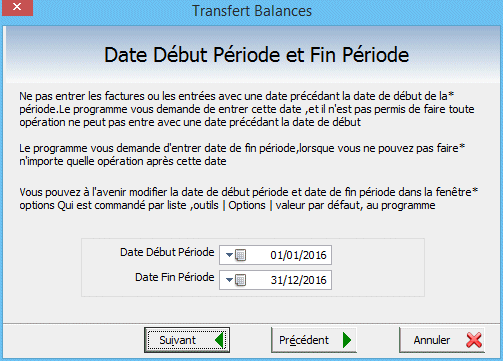 Transfert Balances
Date Début Période et Fin Période
Ne pas entrer les factures ou les entrées avec une date précédant la date de début de la*
période.Le programme vous demande de entrer cette date ,et il n'est pas permis de faire toute
opération ne peut pas entre avec une date précédant la date de début
Le programme vous demande d'entrer date de fin période,lorsque vous ne pouvez pas faire*
n'importe quelle opération après cette date
Vous pouvez à l'avenir modifier la date de début période et date de fin période dans la fenêtre*
options Qui est commandé par liste ,outils | Options | valeur par défaut, au programme
Date Début Période 01/01/2016
Date Fin Période 31/12/2016
Suivant Précédent Annuler